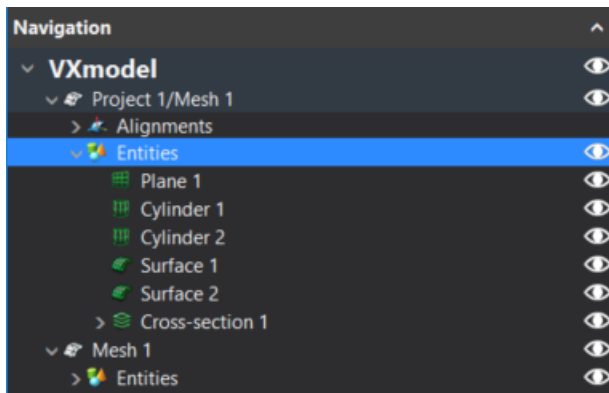 Navigation
VXmodel
Project 1/Mesh 1
Alignments
Entities
Plane 1
Cylinder 1
Cylinder 2
Surface 1
Surface 2
Cross-section 1
Mesh 1
Entities